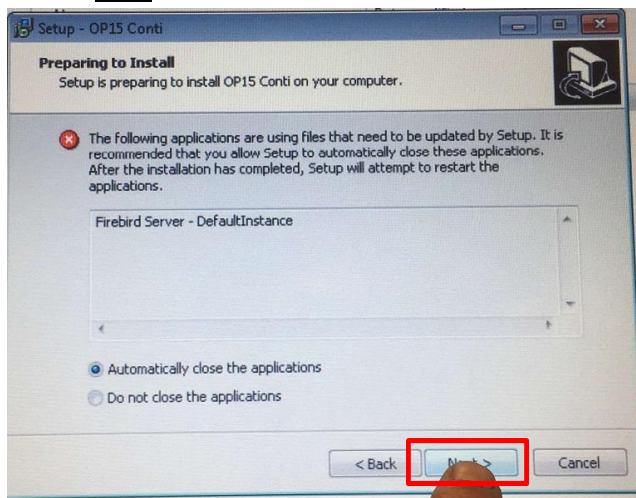 Setup - OP15 Conti
Preparing to Install
Setup is preparing to install OP15 Conti on your computer.
The following applications are using files that need to be updated by Setup. It is
recommended that you allow Setup to automatically close these applications.
After the installation has completed, Setup will attempt to restart the
applications.
Firebird Server - DefaultInstance
Automatically close the applications
Do not close the applications
< Back
Next >
Cancel